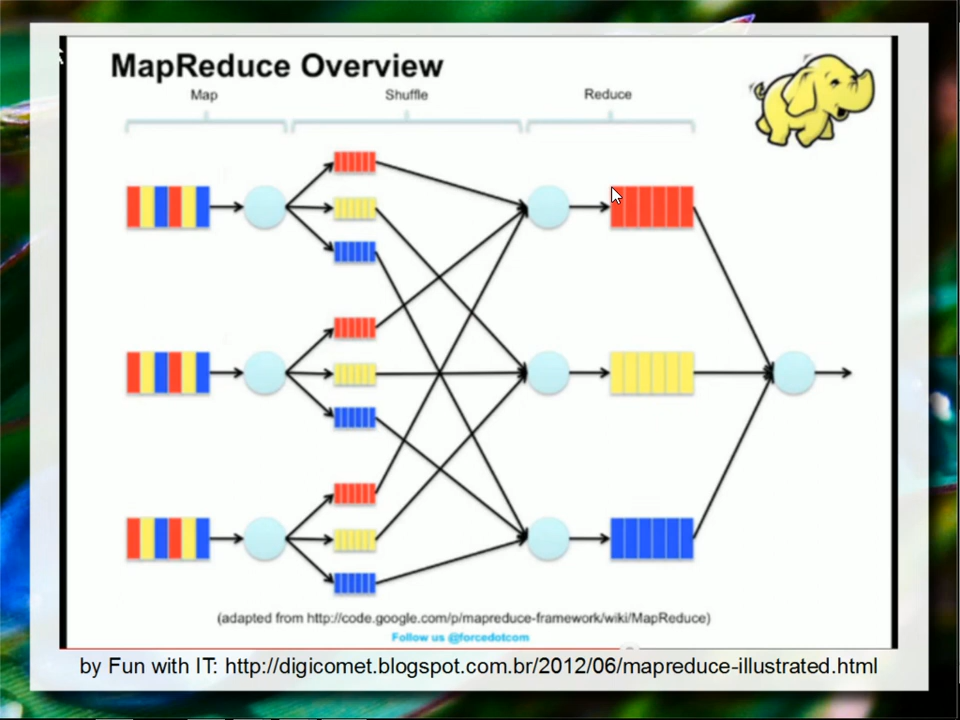 MapReduce Overview
Map Shuffle Reduce
(adapted from http://code.google.com/p/mapreduce-framework/wiki/MapReduce)
Follow us @forcedotcom
by Fun with IT: http://digicomet.blogspot.com.br/2012/06/mapreduce-illustrated.html